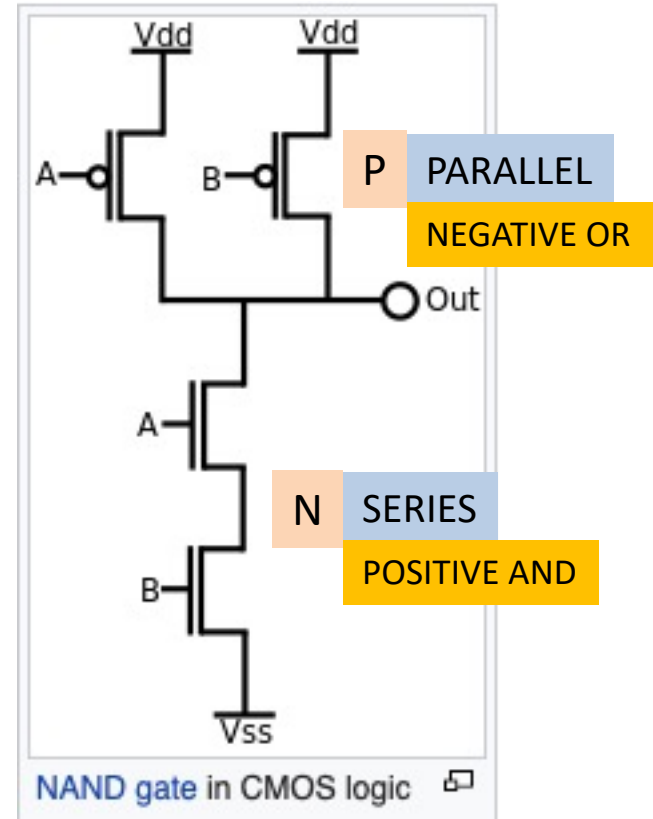 Vdd
Vdd
A
B
P
PARALLEL
NEGATIVE OR
Out
A
N
SERIES
POSITIVE AND
B
Vss
NAND gate in CMOS logic